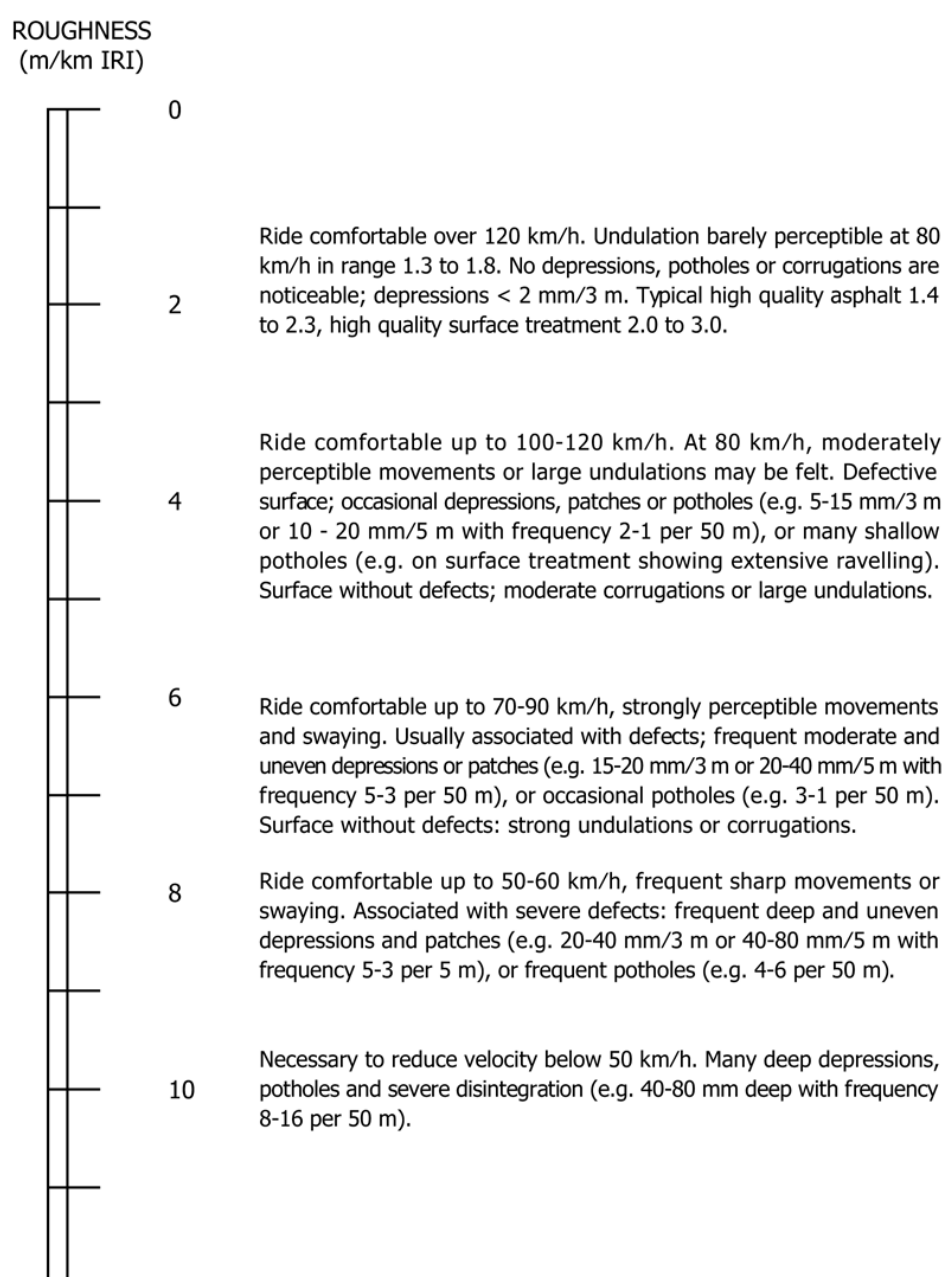 ROUGHNESS
(m/km IRI)
0
Ride comfortable over 120 km/h. Undulation barely perceptible at 80
km/h in range 1.3 to 1.8. No depressions, potholes or corrugations are
2
noticeable; depressions < 2 mm/3 m. Typical high quality asphalt 1.4
to 2.3, high quality surface treatment 2.0 to 3.0.
Ride comfortable up to 100-120 km/h. At 80 km/h, moderately
perceptible movements or large undulations may be felt. Defective
4
surface; occasional depressions, patches or potholes (e.g. 5-15 mm/3 m
or 10 - 20 mm/5 m with frequency 2-1 per 50 m), or many shallow
potholes (e.g. on surface treatment showing extensive ravelling).
Surface without defects; moderate corrugations or large undulations.
6
Ride comfortable up to 70-90 km/h, strongly perceptible movements
and swaying. Usually associated with defects; frequent moderate and
uneven depressions or patches (e.g. 15-20 mm/3 m or 20-40 mm/5 m with
frequency 5-3 per 50 m), or occasional potholes (e.g. 3-1 per 50 m).
Surface without defects: strong undulations or corrugations.
8
Ride comfortable up to 50-60 km/h, frequent sharp movements or
swaying. Associated with severe defects: frequent deep and uneven
depressions and patches (e.g. 20-40 mm/3 m or 40-80 mm/5 m with
frequency 5-3 per 5 m), or frequent potholes (e.g. 4-6 per 50 m).
Necessary to reduce velocity below 50 km/h. Many deep depressions,
10
potholes and severe disintegration (e.g. 40-80 mm deep with frequency
8-16 per 50 m).